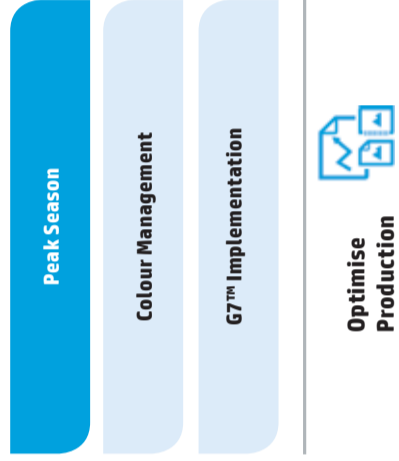 Peak Season
Colour Management
G7™ Implementation
Optimise
Production